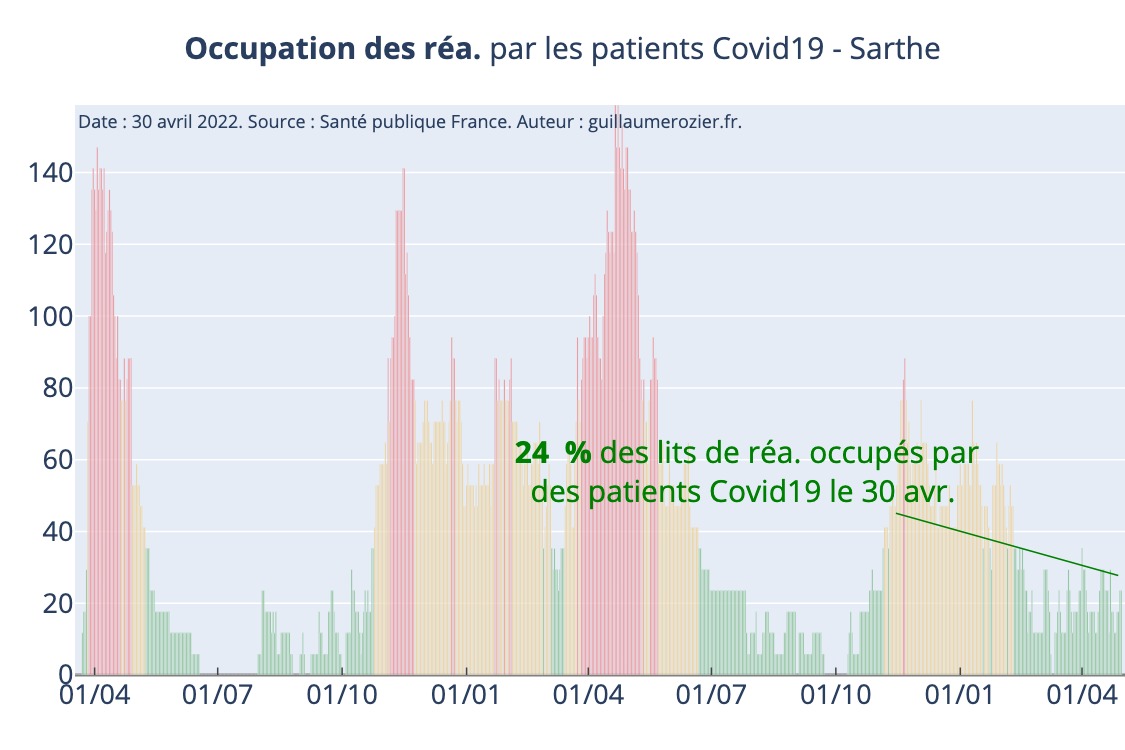 Occupation des réa. par les patients Covid19 - Sarthe
Date : 30 avril 2022. Source : Santé publique France. Auteur : guillaumerozier.fr.
140
120
100
80
60
40
20
0
24 % des lits de réa. occupés par
des patients Covid19 le 30 avr.
01/04 01/07 01/10 01/01 01/04 01/07 01/10 01/01 01/04